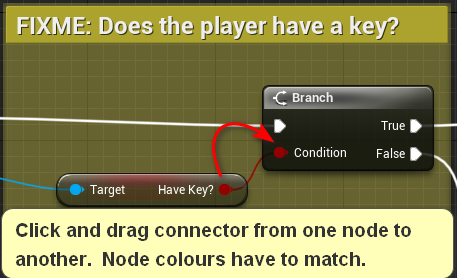 FIXME: Does the player have a key?
Branch
True
Condition
False
Target
Have Key?
Click and drag connector from one node to
another. Node colours have to match.